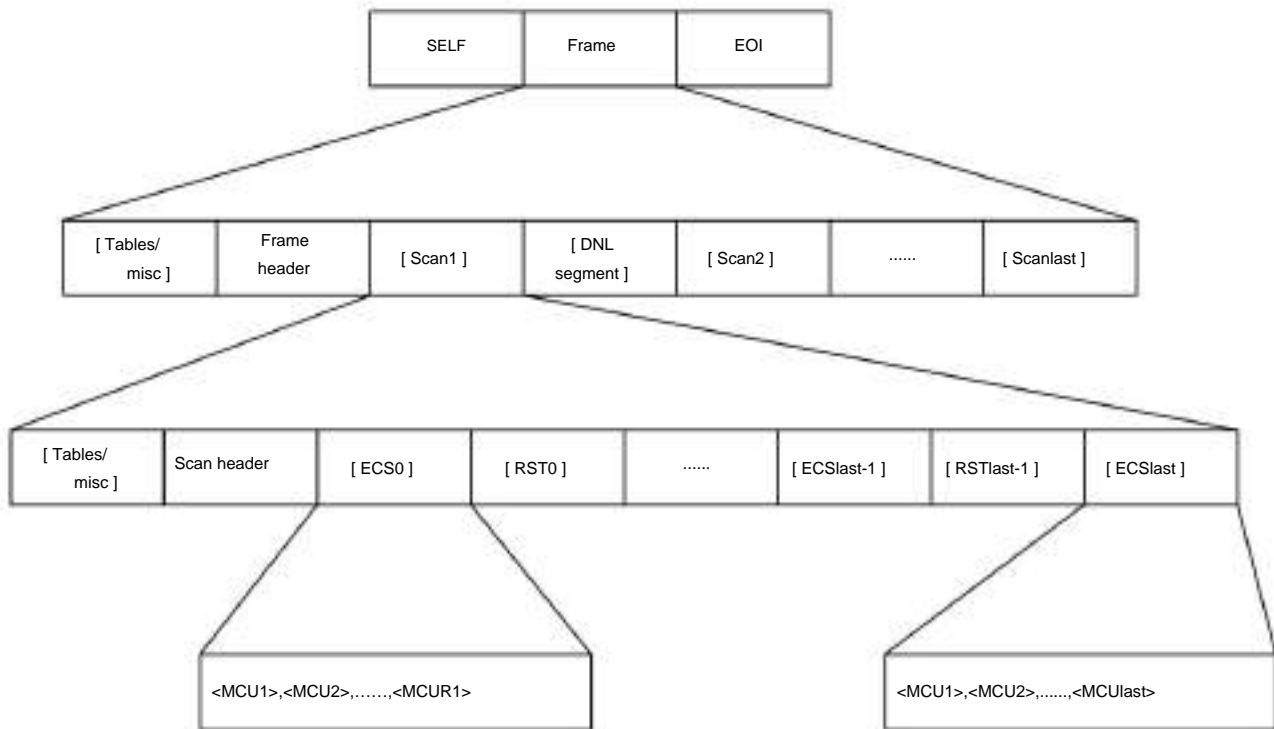 SELF
Frame
EOI
[ Tables/
misc ]
Frame
header
[ Scan1 ]
[ DNL
segment ]
[ Scan2 ]
......
[ Scanlast ]
[ Tables/
misc ]
Scan header
[ ECS0 ]
[ RST0 ]
......
[ ECSlast-1 ]
[ RSTlast-1 ]
[ ECSlast ]
<MCU1>,<MCU2>,……,<MCUR1>
<MCU1>,<MCU2>,......,<MCUlast>